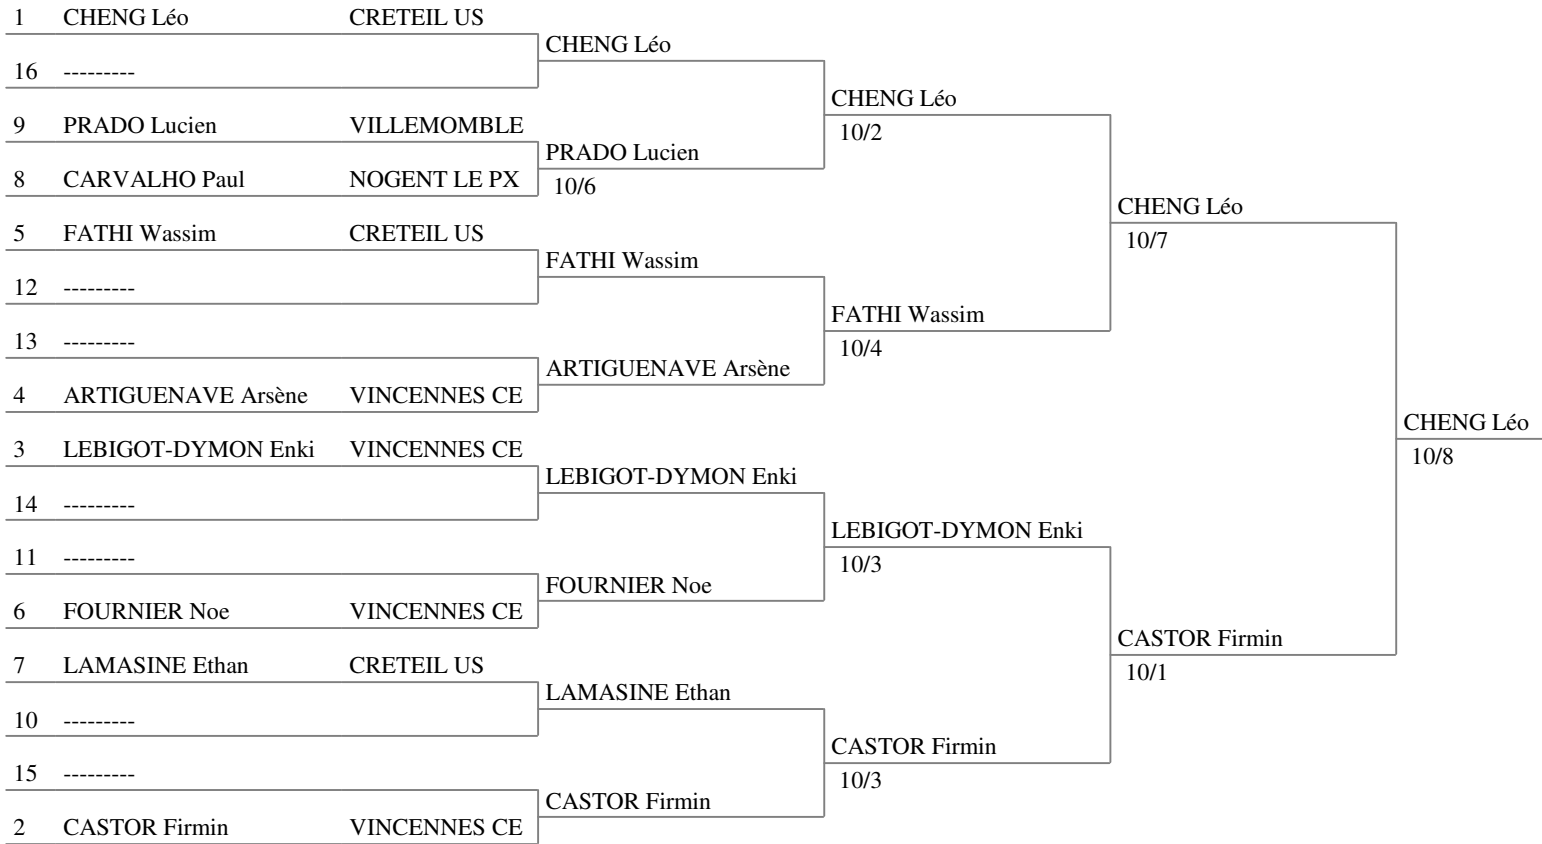 1 CHENG Léo CRETEIL US
16 ---------
9 PRADO Lucien VILLEMOMBLE
8 CARVALHO Paul NOGENT LE PX
5 FATHI Wassim CRETEIL US
12 ---------
13 ---------
4 ARTIGUENAVE Arsène VINCENNES CE
3 LEBIGOT-DYMON Enki VINCENNES CE
14 ---------
11 ---------
6 FOURNIER Noe VINCENNES CE
7 LAMASINE Ethan CRETEIL US
10 ---------
15 ---------
2 CASTOR Firmin VINCENNES CE
CHENG Léo
PRADO Lucien
10/6
FATHI Wassim
ARTIGUENAVE Arsène
LEBIGOT-DYMON Enki
FOURNIER Noe
LAMASINE Ethan
CASTOR Firmin
CHENG Léo
10/2
FATHI Wassim
10/4
LEBIGOT-DYMON Enki
10/3
CASTOR Firmin
10/3
CHENG Léo
10/7
CASTOR Firmin
10/1
CHENG Léo
10/8